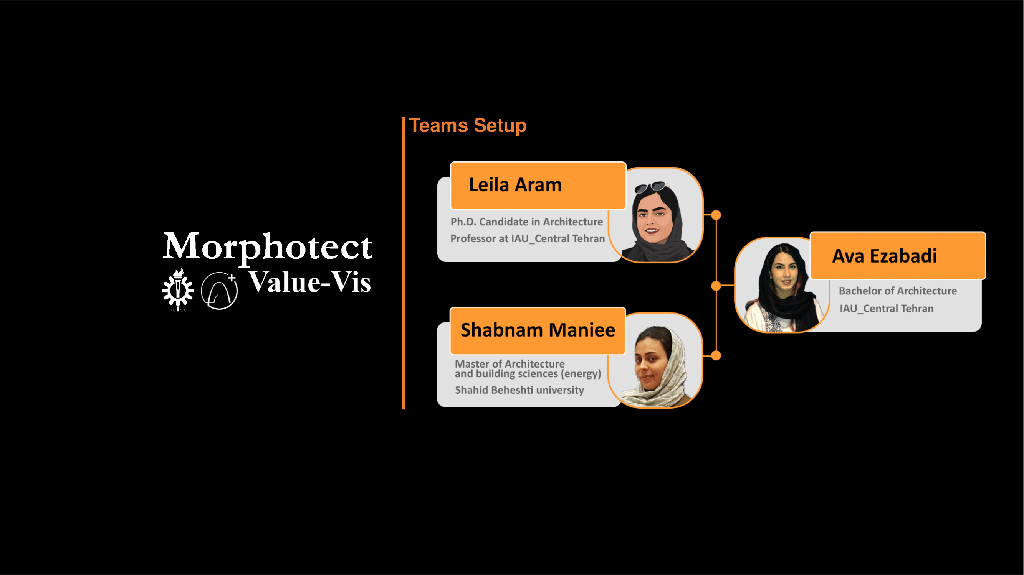 Teams Setup
Leila Aram
Ph.D. Candidate in Architecture
Professor at IAU_Central Tehran
Morphotect
Value-Vis
Ava Ezabadi
Bachelor of Architecture
IAU_Central Tehran
Shabnam Maniee
Master of Architecture
and building sciences (energy)
Shahid Beheshti university